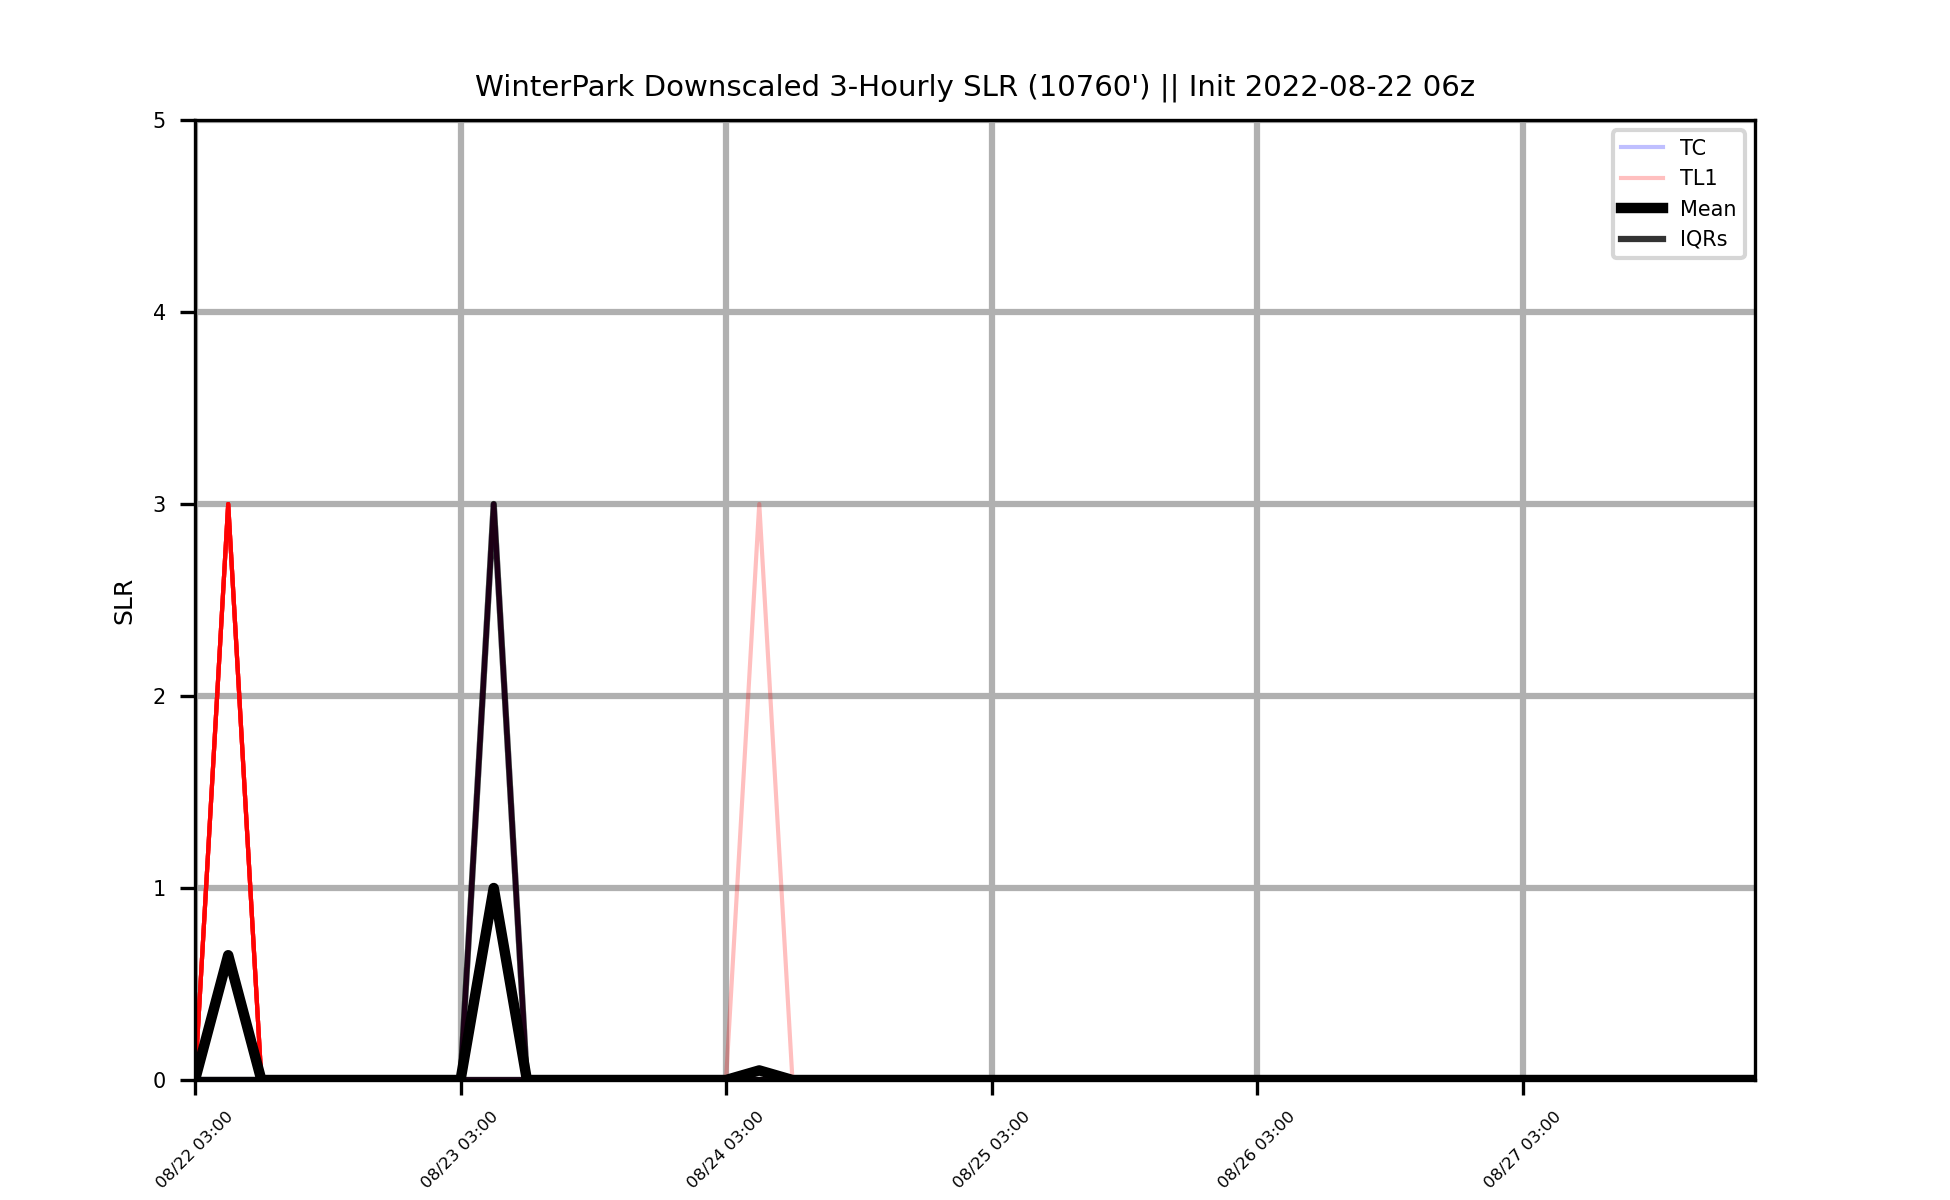 WinterPark Downscaled 3-Hourly SLR (10760') || Init 2022-08-22 06z
5
4
3
2
1
0
SLR
TC
TL1
Mean
IQRs
08/22 03:00
08/23 03:00
08/24 03:00
08/25 03:00
08/26 03:00
08/27 03:00